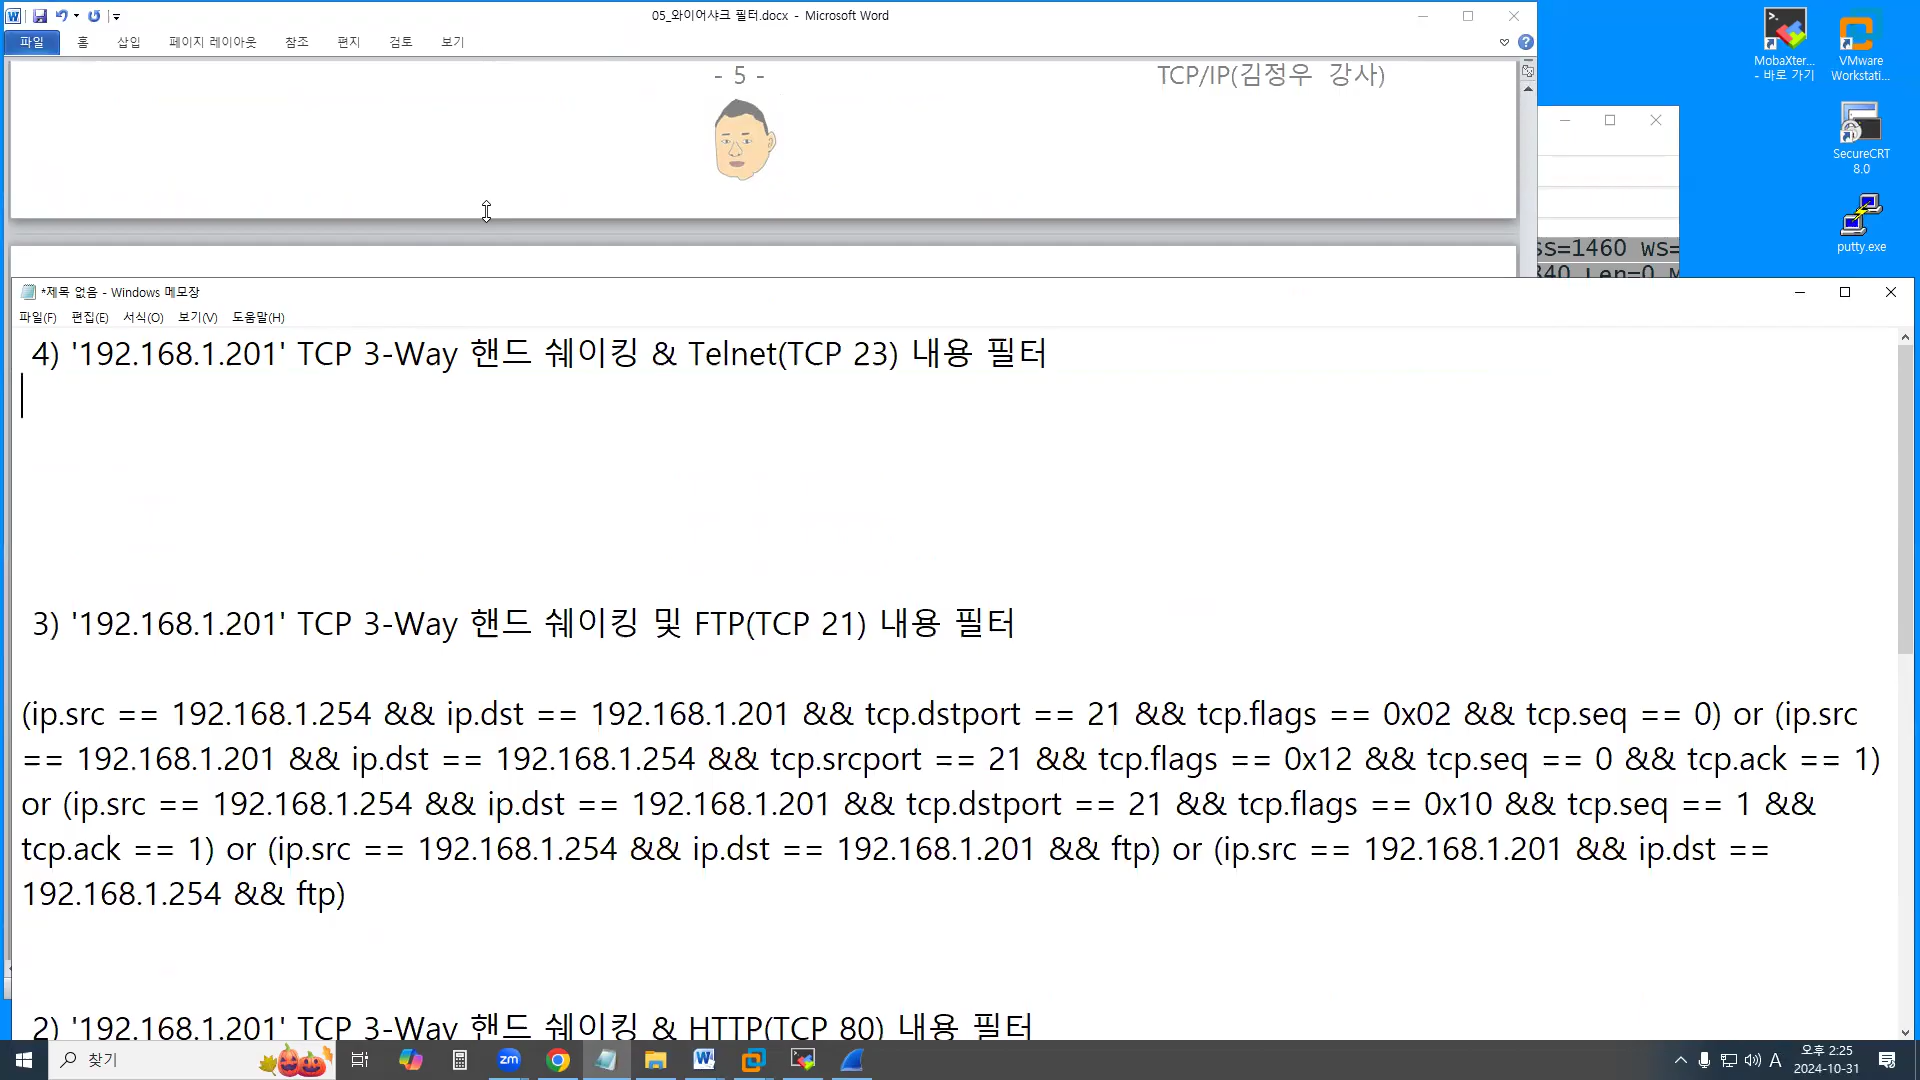 05_와이어샤크 필터.docx - Microsoft Word
파일 홈 삽입 페이지 레이아웃 참조 편지 검토 보기
- 5 -
TCP/IP(김정우 강사)
MobaXter... - 바로 가기
VMware Workstati...
SecureCRT 8.0
putty.exe
ss=1460 WS=
840 Len=0 M
*제목 없음 - Windows 메모장
파일(F) 편집(E) 서식(O) 보기(V) 도움말(H)
4) '192.168.1.201' TCP 3-Way 핸드 쉐이킹 & Telnet(TCP 23) 내용 필터
3) '192.168.1.201' TCP 3-Way 핸드 쉐이킹 및 FTP(TCP 21) 내용 필터
(ip.src == 192.168.1.254 && ip.dst == 192.168.1.201 && tcp.dstport == 21 && tcp.flags == 0x02 && tcp.seq == 0) or (ip.src
== 192.168.1.201 && ip.dst == 192.168.1.254 && tcp.srcport == 21 && tcp.flags == 0x12 && tcp.seq == 0 && tcp.ack == 1)
or (ip.src == 192.168.1.254 && ip.dst == 192.168.1.201 && tcp.dstport == 21 && tcp.flags == 0x10 && tcp.seq == 1 &&
tcp.ack == 1) or (ip.src == 192.168.1.254 && ip.dst == 192.168.1.201 && ftp) or (ip.src == 192.168.1.201 && ip.dst ==
192.168.1.254 && ftp)
2) '192.168.1.201' TCP 3-Way 핸드 쉐이킹 & HTTP(TCP 80) 내용 필터
찾기
zm
A
오후 2:25
2024-10-31